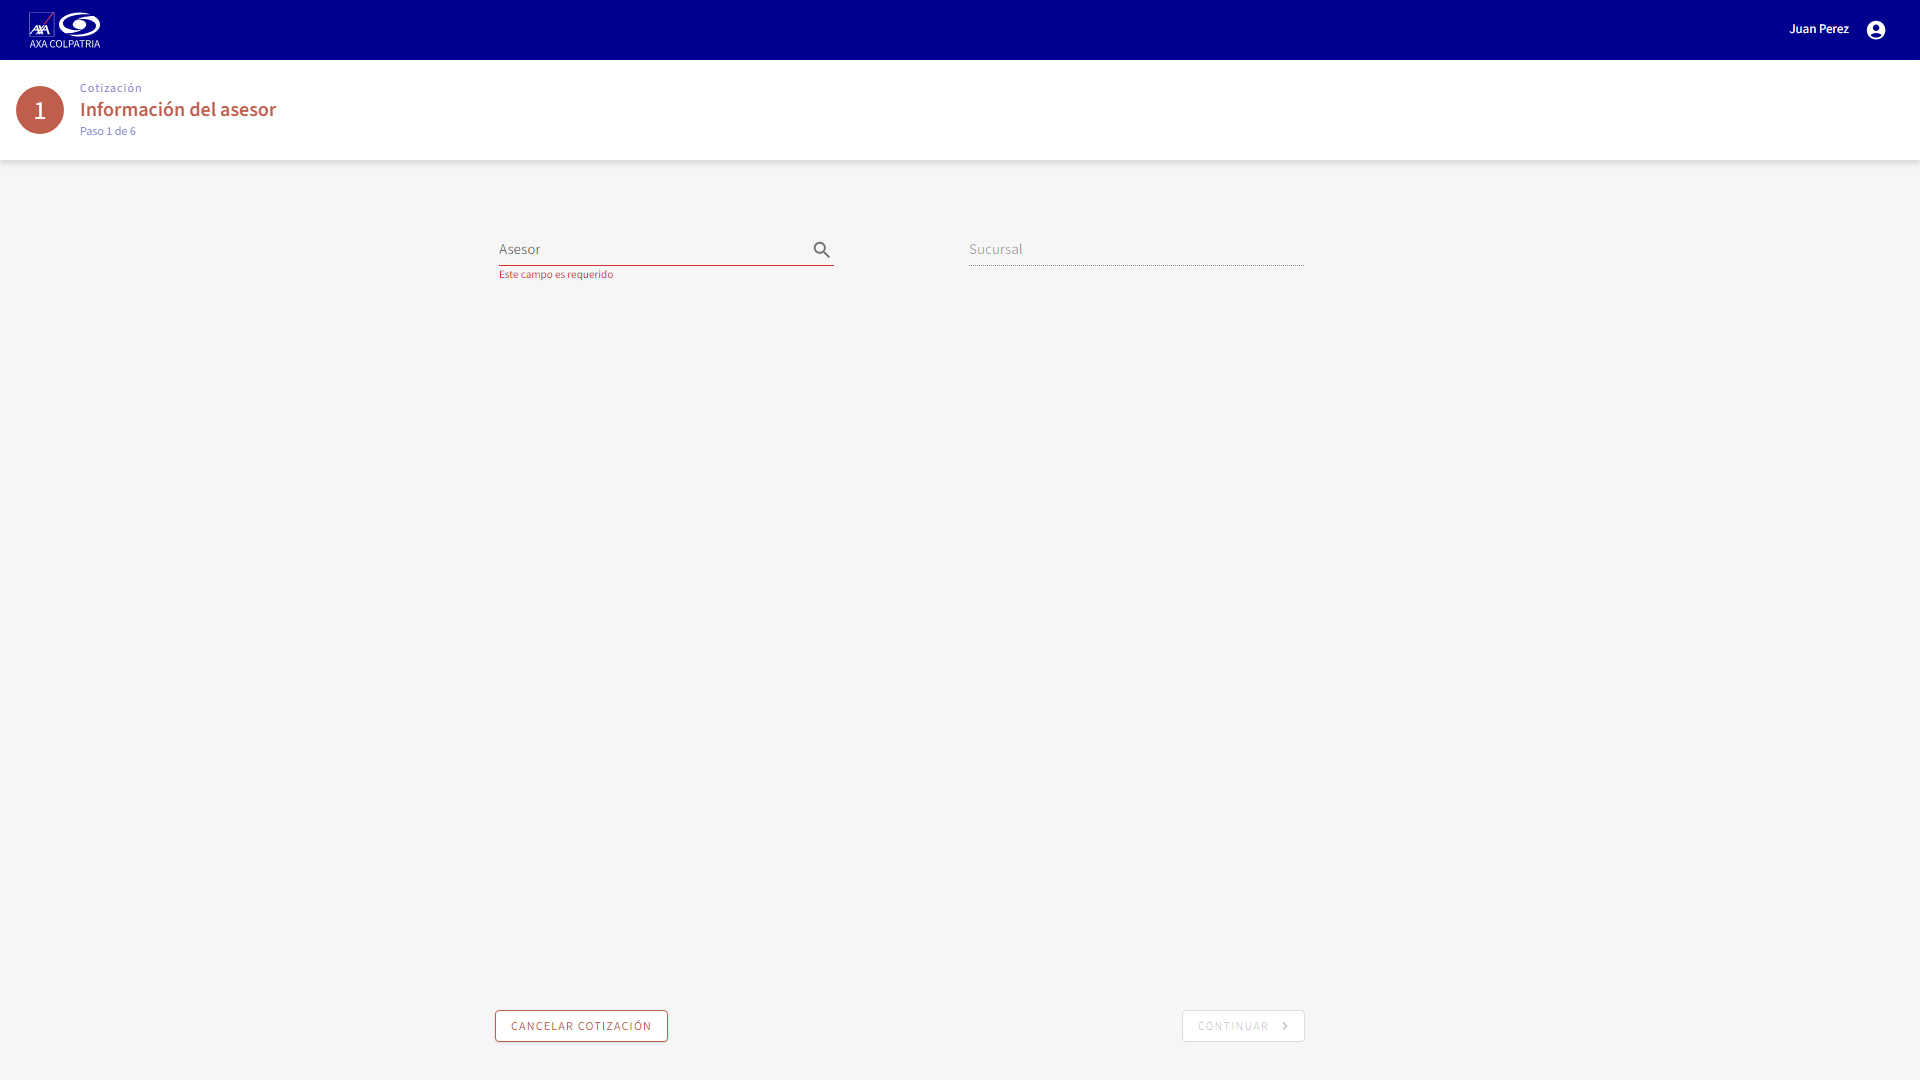 AXA
AXA COLPATRIA
Juan Perez
1
Cotización
Información del asesor
Paso 1 de 6
Asesor
Sucursal
Este campo es requerido
CANCELAR COTIZACIÓN
CONTINUAR